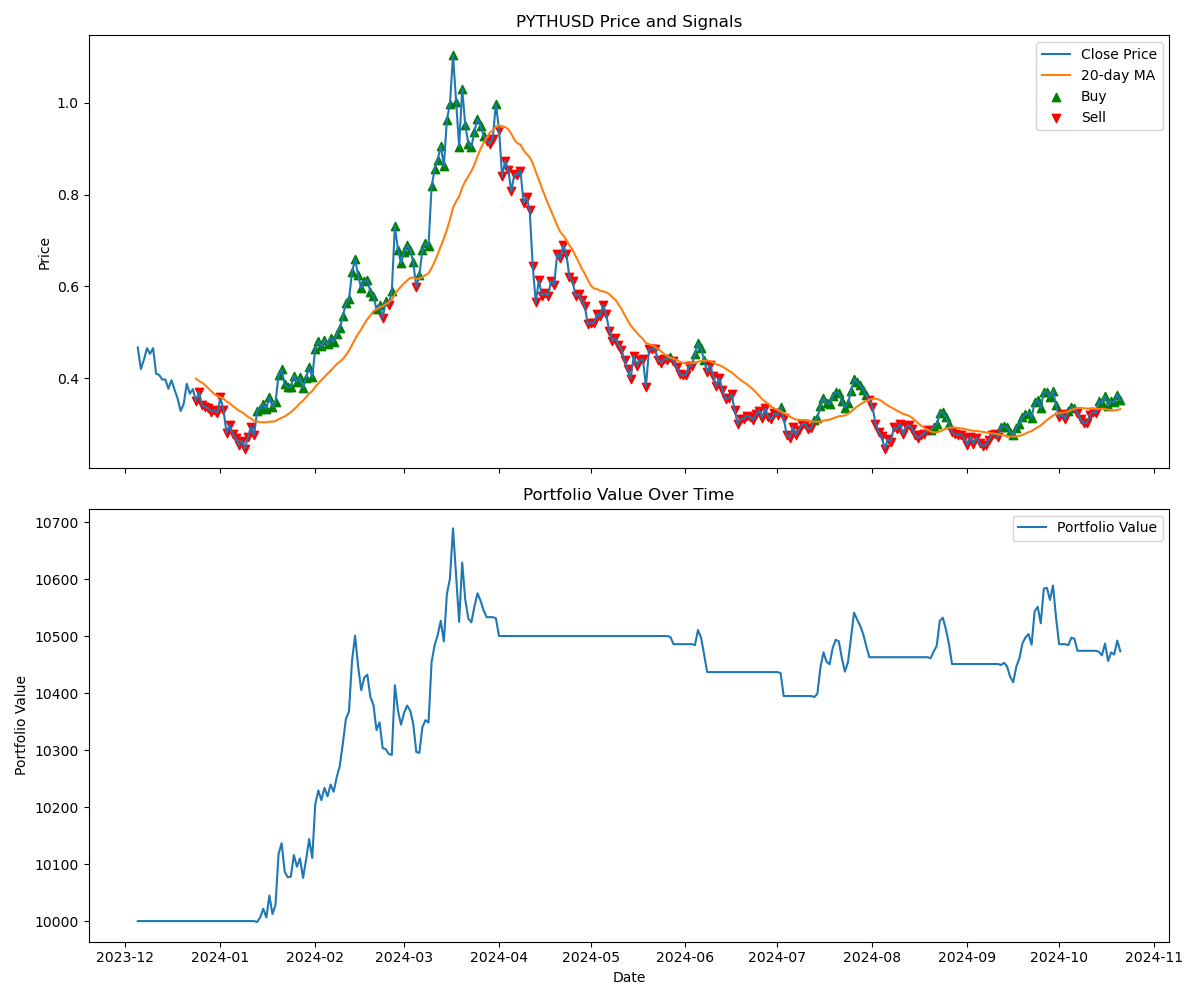 PYTHUSD Price and Signals
Close Price
20-day MA
Buy
Sell
1.0
0.8
0.6
0.4
Price
Portfolio Value Over Time
Portfolio Value
10700
10600
10500
10400
10300
10200
10100
10000
Portfolio Value
2023-12 2024-01 2024-02 2024-03 2024-04 2024-05 2024-06 2024-07 2024-08 2024-09 2024-10 2024-11
Date